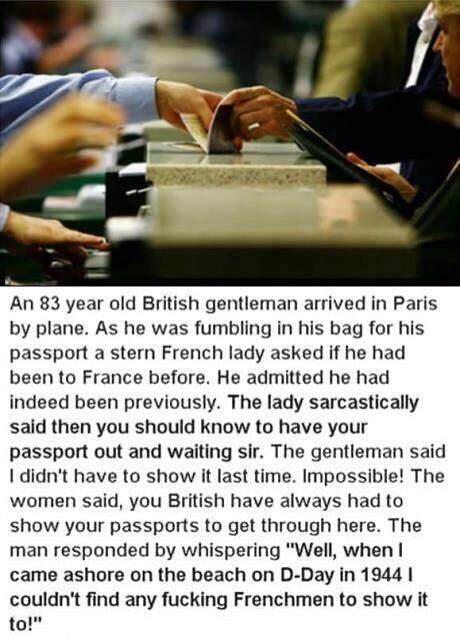 An 83 year old British gentleman arrived in Paris
by plane. As he was fumbling in his bag for his
passport a stern French lady asked if he had
been to France before. He admitted he had
indeed been previously. The lady sarcastically
said then you should know to have your
passport out and waiting sir. The gentleman said
I didn't have to show it last time. Impossible! The
women said, you British have always had to
show your passports to get through here. The
man responded by whispering "Well, when I
came ashore on the beach on D-Day in 1944 I
couldn't find any fucking Frenchmen to show it
to!"